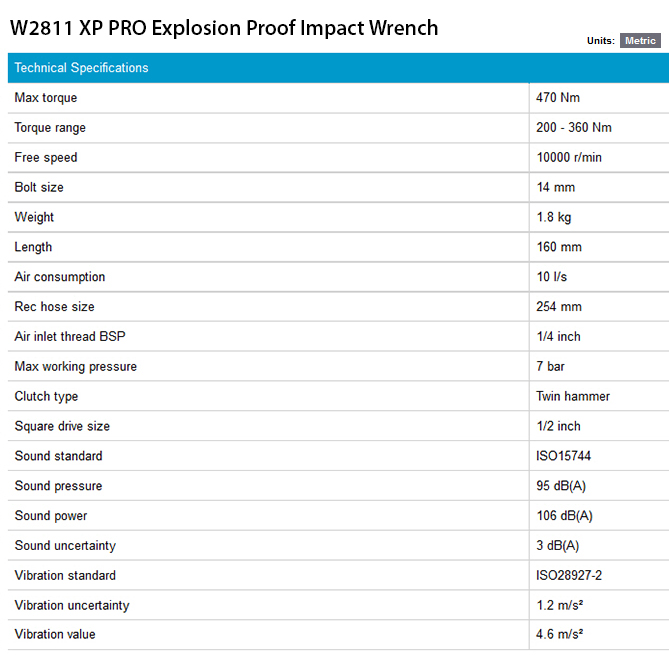 W2811 XP PRO Explosion Proof Impact Wrench
Units: Metric
Technical Specifications
Max torque 470 Nm
Torque range 200 - 360 Nm
Free speed 10000 r/min
Bolt size 14 mm
Weight 1.8 kg
Length 160 mm
Air consumption 10 l/s
Rec hose size 254 mm
Air inlet thread BSP 1/4 inch
Max working pressure 7 bar
Clutch type Twin hammer
Square drive size 1/2 inch
Sound standard ISO15744
Sound pressure 95 dB(A)
Sound power 106 dB(A)
Sound uncertainty 3 dB(A)
Vibration standard ISO28927-2
Vibration uncertainty 1.2 m/s²
Vibration value 4.6 m/s²